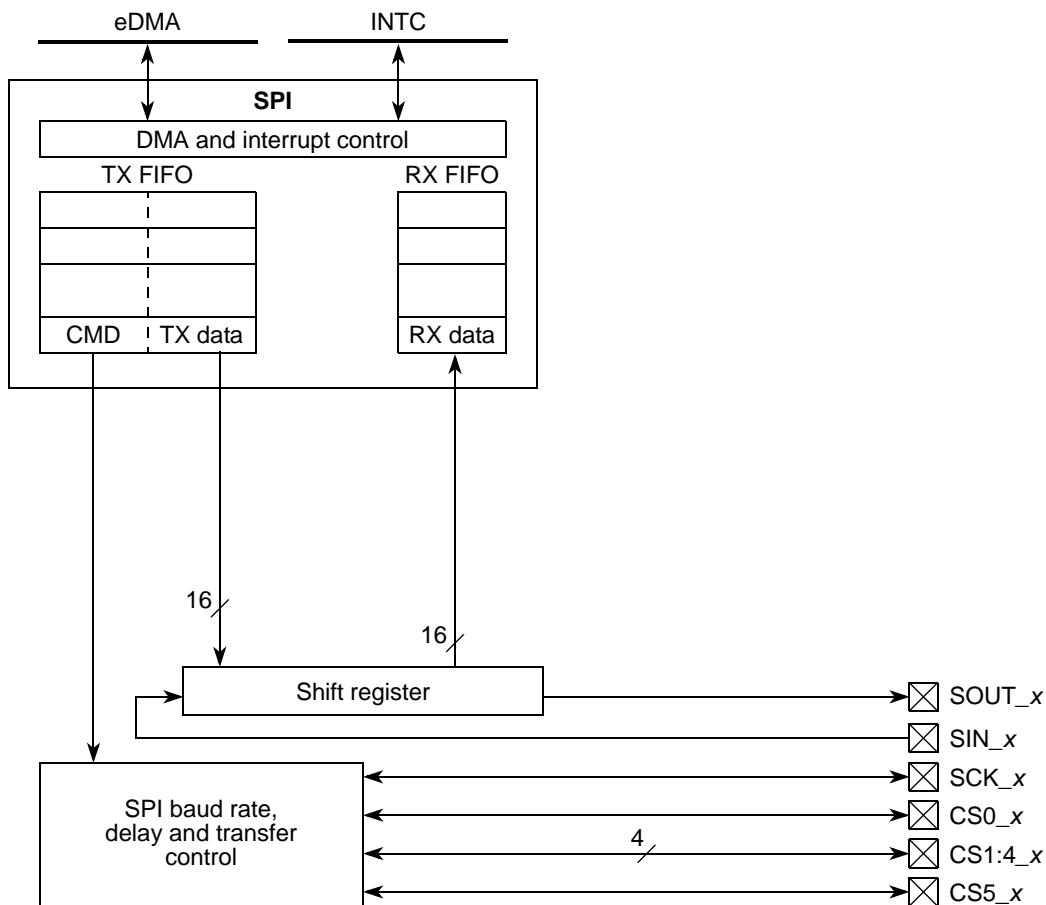 eDMA
INTC
SPI
DMA and interrupt control
TX FIFO
RX FIFO
CMD
TX data
RX data
16
16
Shift register
SOUT_x
SIN_x
SCK_x
SPI baud rate,
delay and transfer
control
CS0_x
4
CS1:4_x
CS5_x